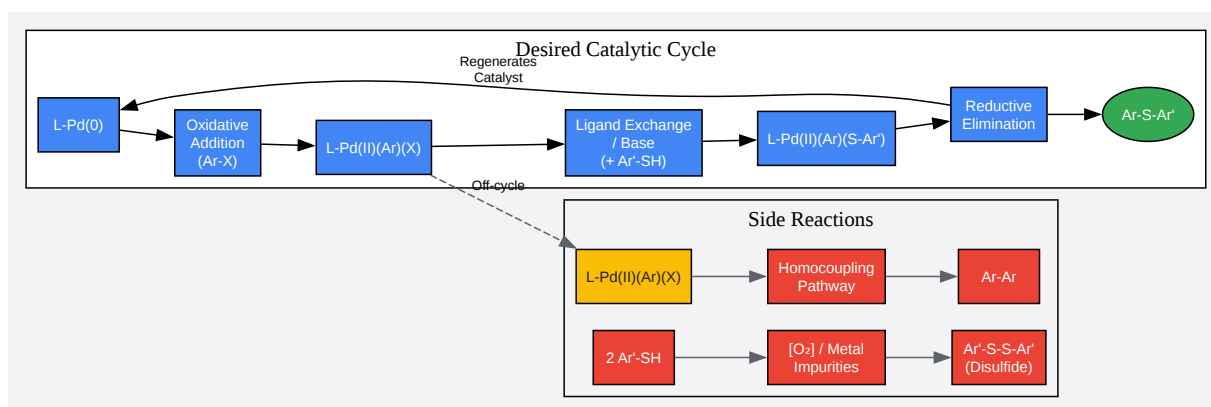 Desired Catalytic Cycle
Regenerates
Catalyst
L-Pd(0)
Oxidative
Addition
(Ar-X)
L-Pd(II)(Ar)(X)
Ligand Exchange
/ Base
(+ Ar'-SH)
L-Pd(II)(Ar)(S-Ar')
Reductive
Elimination
Ar-S-Ar'
Off-cycle
Side Reactions
L-Pd(II)(Ar)(X)
Homocoupling
Pathway
Ar-Ar
2 Ar'-SH
[O₂] / Metal
Impurities
Ar'-S-S-Ar'
(Disulfide)